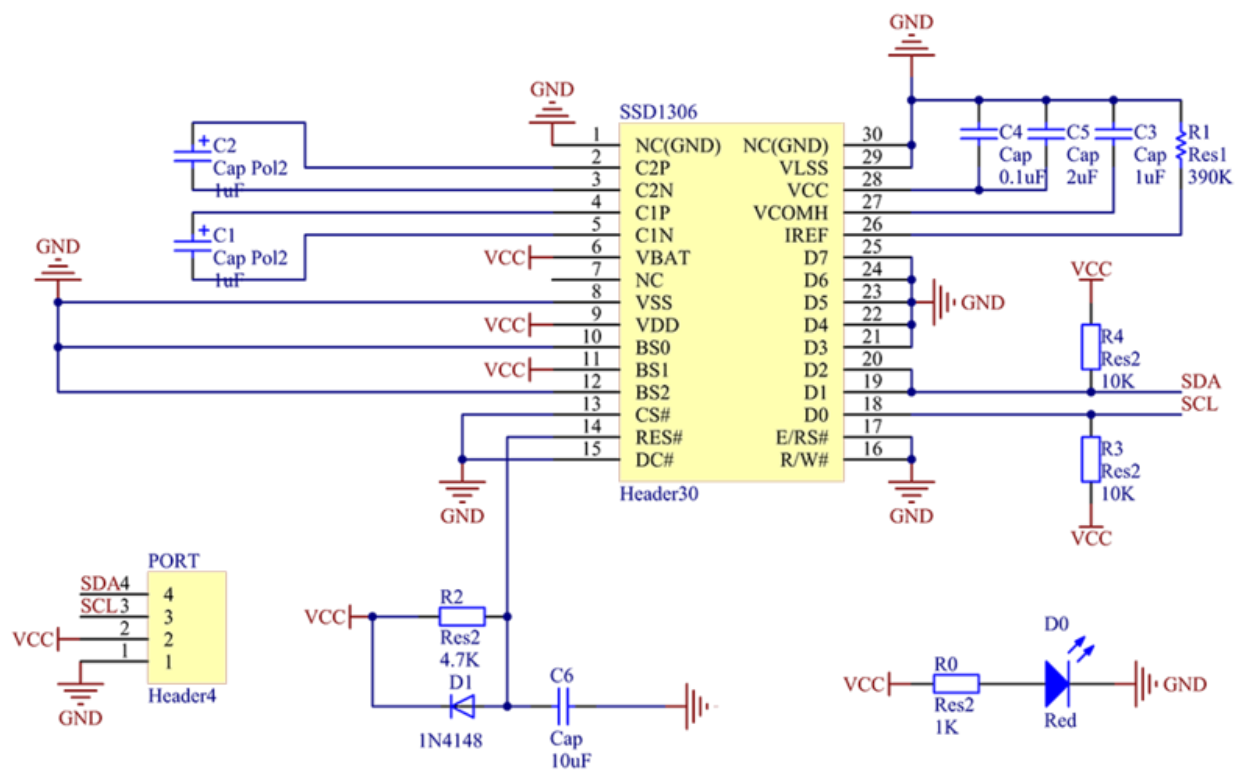 GND
GND
SSD1306
1 NC(GND) NC(GND) 30
2 C2P VLSS 29
3 C2N VCC 28
4 C1P VCOMH 27
5 C1N IREF 26
6 VBAT D7 25
7 NC D6 24
8 VSS D5 23
9 VDD D4 22
10 BS0 D3 21
11 BS1 D2 20
12 BS2 D1 19
13 CS# D0 18
14 RES# E/RS# 17
15 DC# R/W# 16
Header30
+ C2
Cap Pol2
1uF
+ C1
Cap Pol2
1uF
GND
VCC
VCC
VCC
GND
C4
Cap
0.1uF
C5
Cap
2uF
C3
Cap
1uF
R1
Res1
390K
GND
VCC
R4
Res2
10K
SDA
SCL
R3
Res2
10K
VCC
GND
PORT
SDA 4 4
SCL 3 3
VCC 2 2
1 1
GND
Header4
VCC
R2
Res2
4.7K
D1
1N4148
C6
Cap
10uF
D0
VCC
R0
Res2
1K
Red
GND